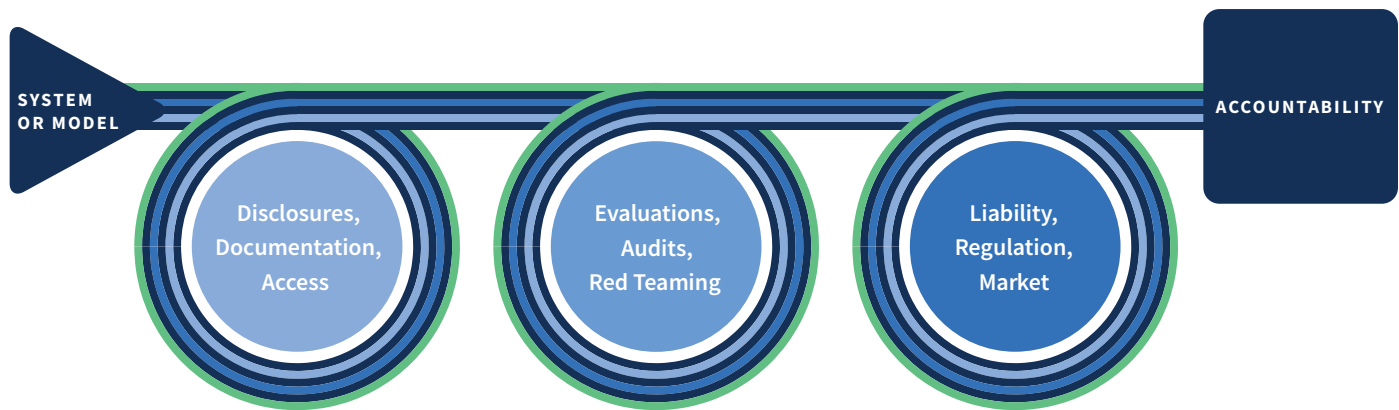 SYSTEM
OR MODEL
Disclosures,
Documentation,
Access
Evaluations,
Audits,
Red Teaming
Liability,
Regulation,
Market
ACCOUNTABILITY